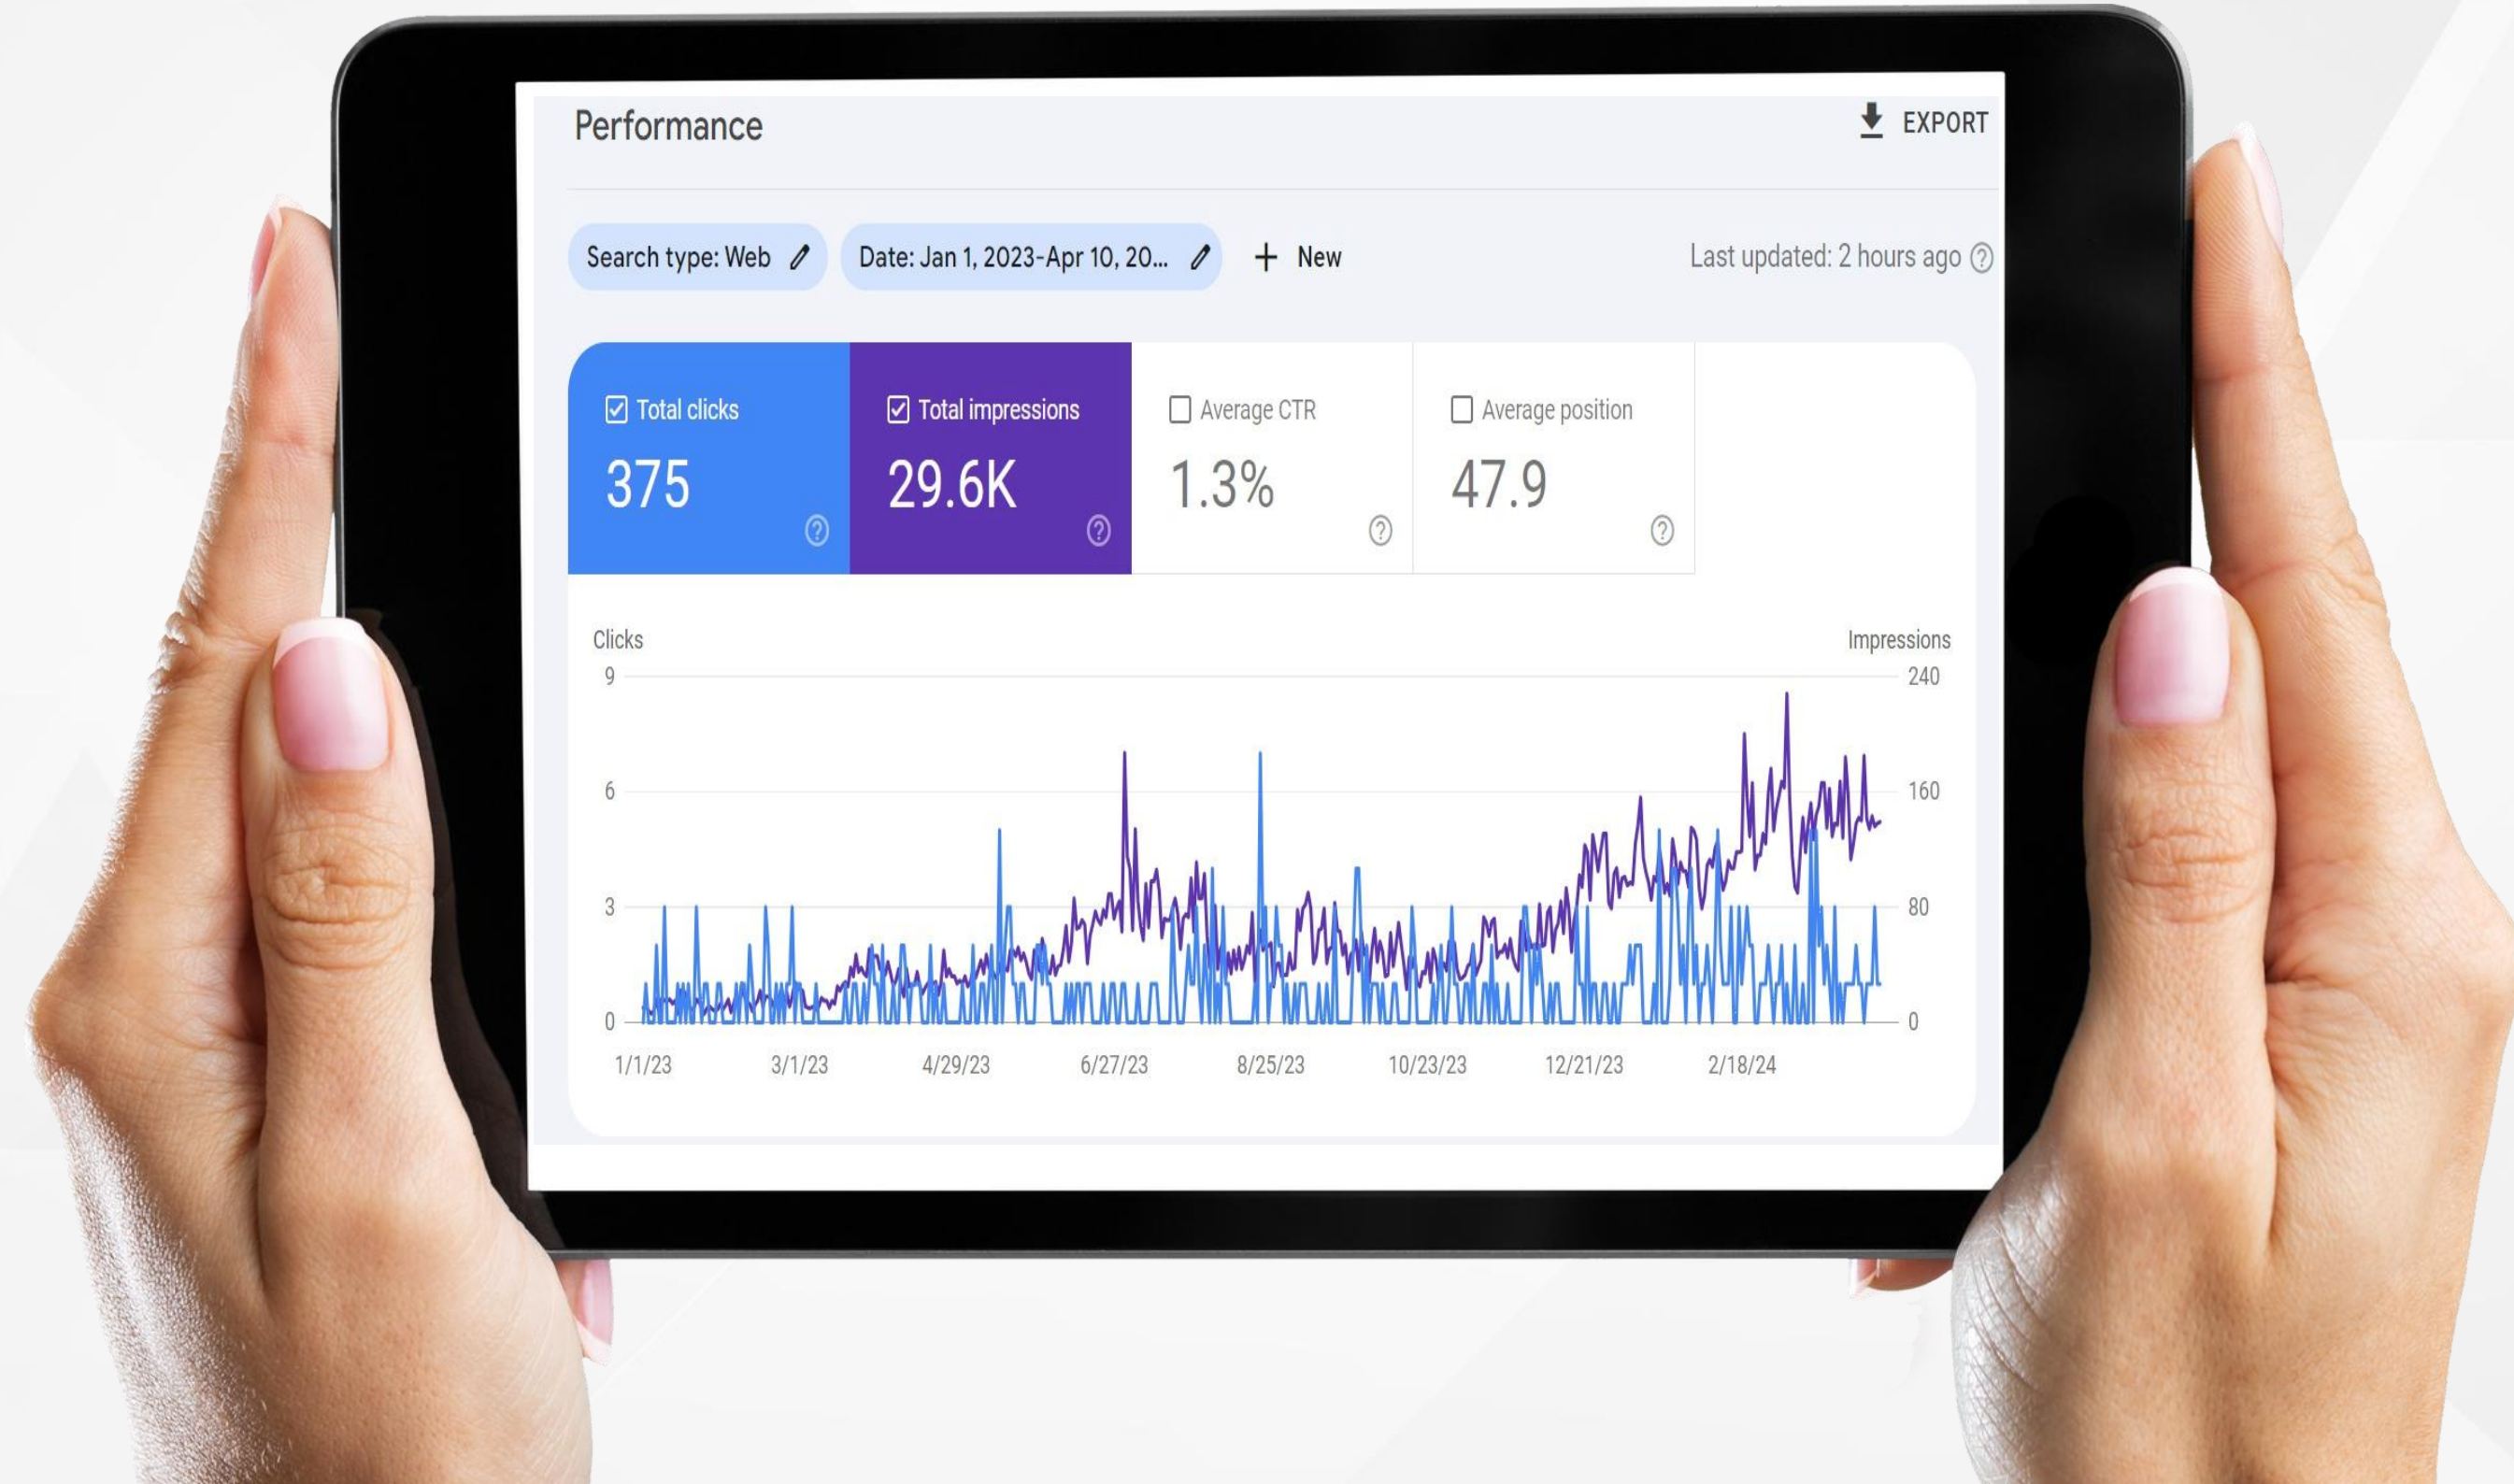 Performance
EXPORT
Search type: Web
Date: Jan 1, 2023-Apr 10, 20...
+ New
Last updated: 2 hours ago
Total clicks
Total impressions
Average CTR
Average position
375
29.6K
1.3%
47.9
Clicks
Impressions
9
240
6
160
3
80
0
0
1/1/23
3/1/23
4/29/23
6/27/23
8/25/23
10/23/23
12/21/23
2/18/24